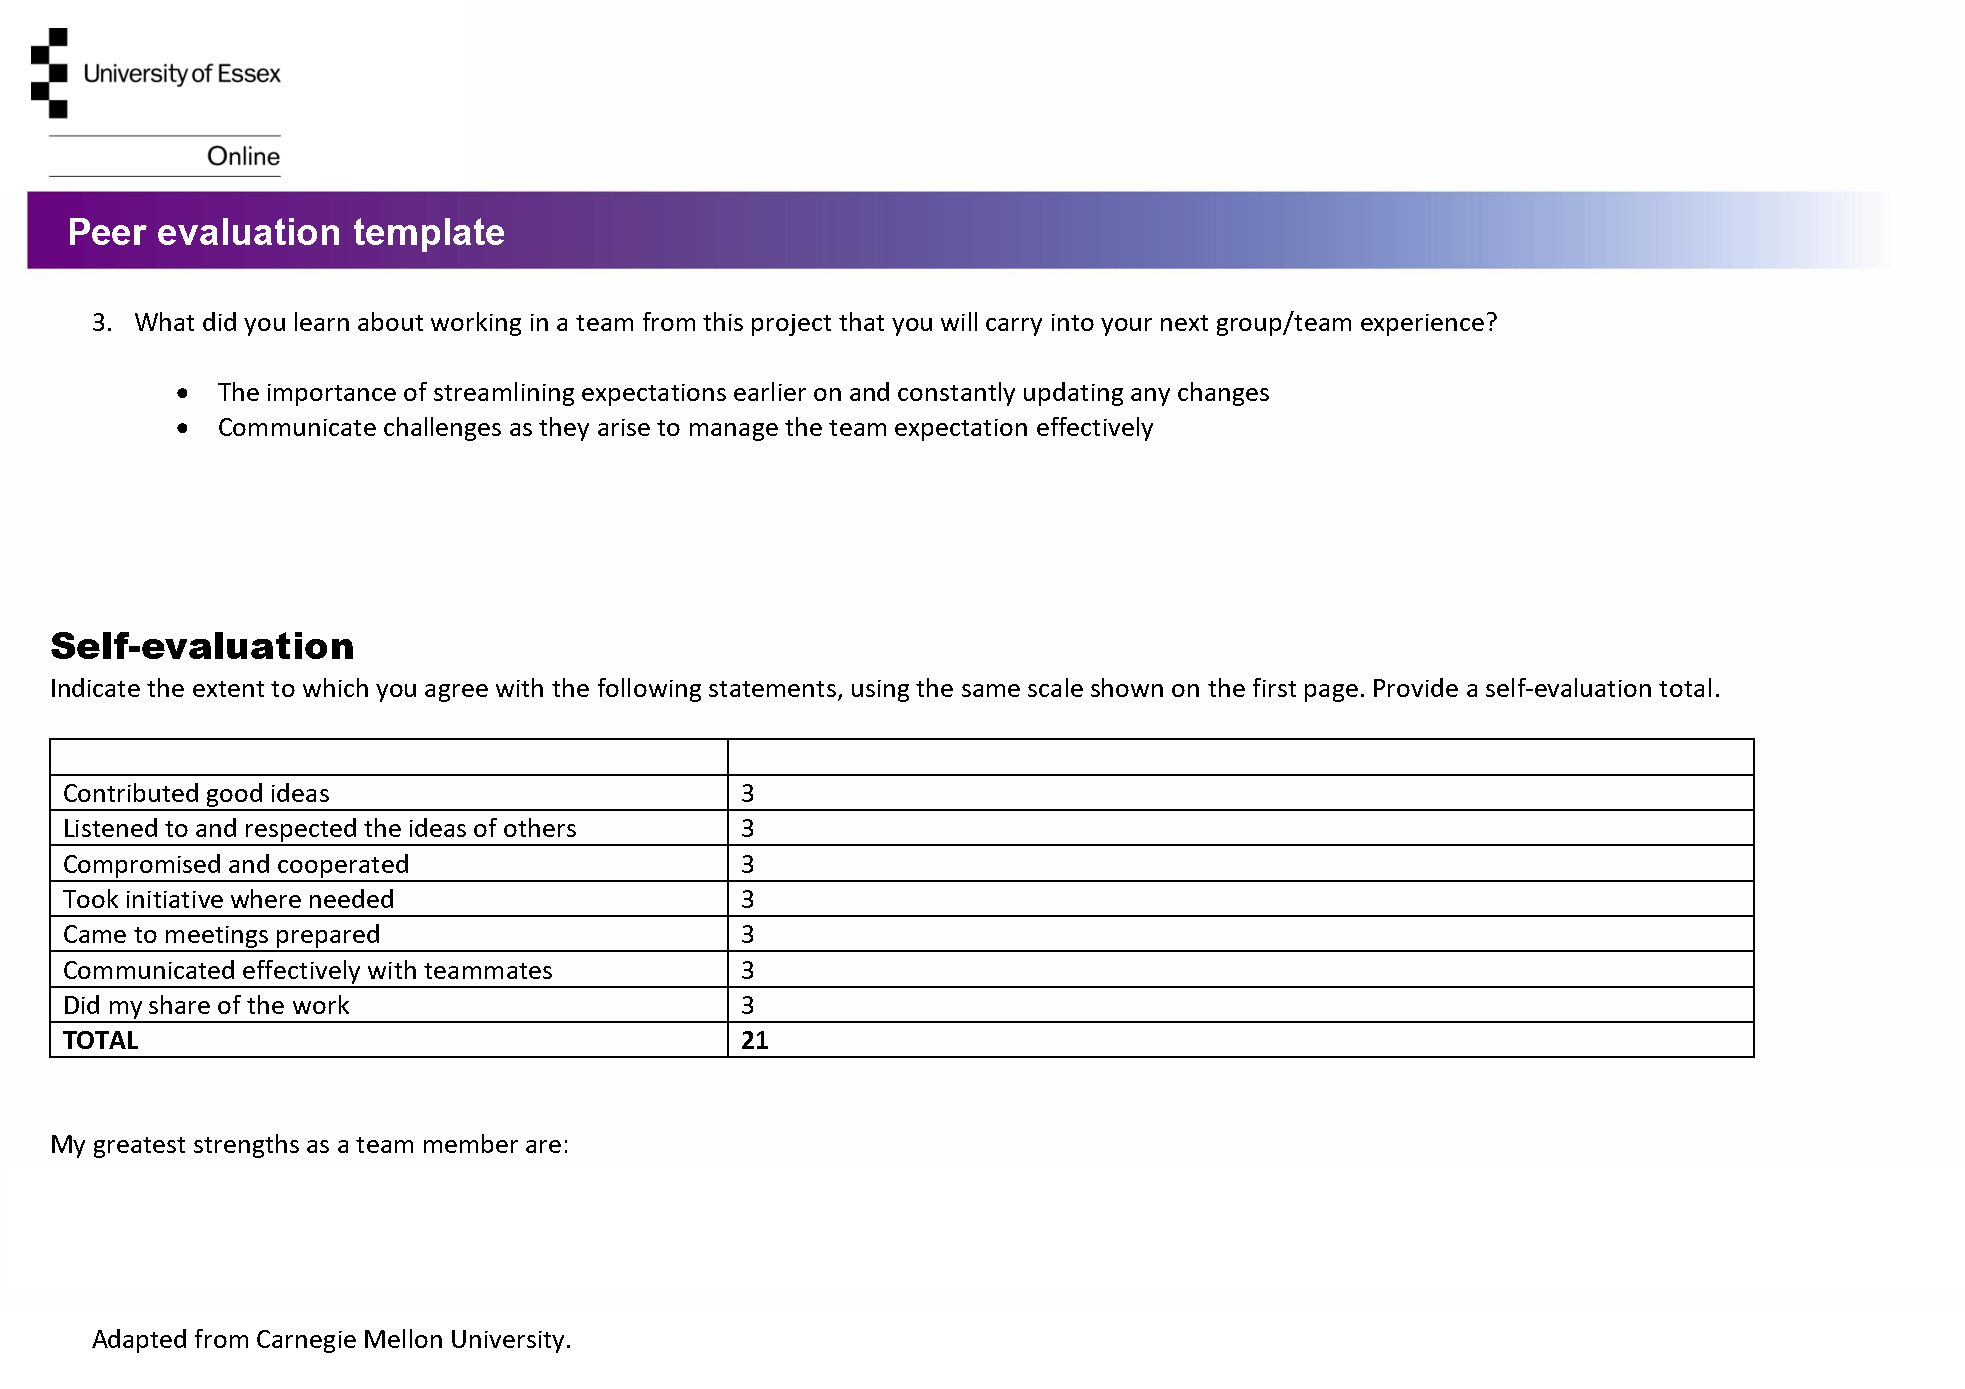 University of Essex
Online
Peer evaluation template
3. What did you learn about working in a team from this project that you will carry into your next group/team experience?
• The importance of streamlining expectations earlier on and constantly updating any changes
• Communicate challenges as they arise to manage the team expectation effectively
Self-evaluation
Indicate the extent to which you agree with the following statements, using the same scale shown on the first page. Provide a self-evaluation total.
Contributed good ideas 3
Listened to and respected the ideas of others 3
Compromised and cooperated 3
Took initiative where needed 3
Came to meetings prepared 3
Communicated effectively with teammates 3
Did my share of the work 3
TOTAL 21
My greatest strengths as a team member are:
Adapted from Carnegie Mellon University.